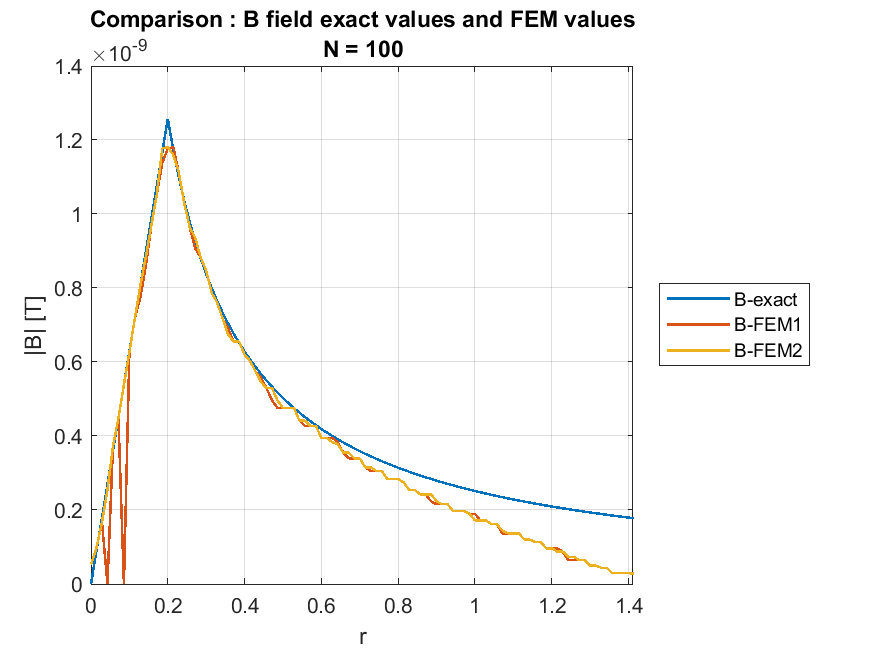 Comparison : B field exact values and FEM values
N = 100
×10-9
1.4
1.2
1
0.8
0.6
0.4
0.2
0
|B| [T]
0 0.2 0.4 0.6 0.8 1 1.2 1.4
r
B-exact
B-FEM1
B-FEM2